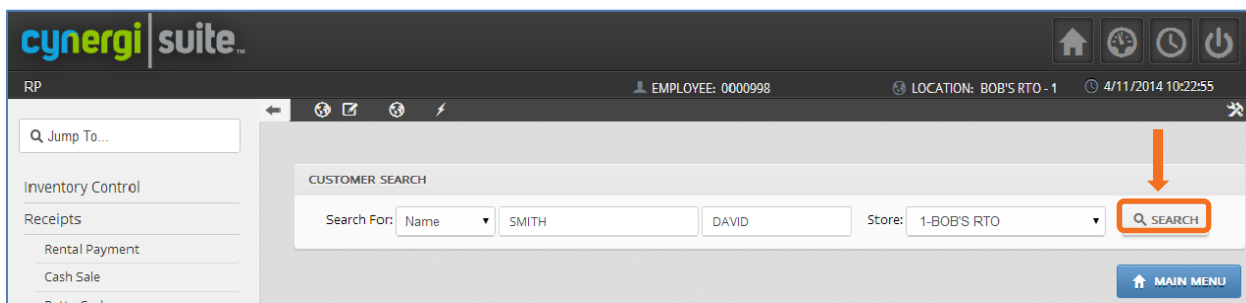 cynergi suite™
RP EMPLOYEE: 0000998 LOCATION: BOB'S RTO - 1 4/11/2014 10:22:55
Jump To...
CUSTOMER SEARCH
Inventory Control
Receipts
Search For: Name SMITH DAVID Store: 1-BOB'S RTO SEARCH
Rental Payment
Cash Sale
MAIN MENU